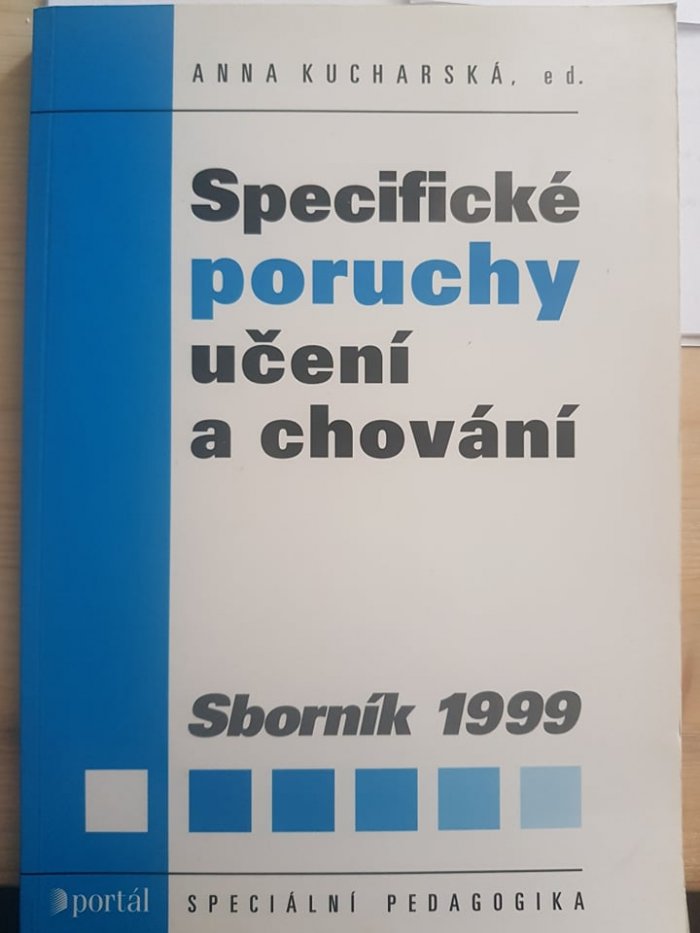 ANNA KUCHARSKÁ, ed.
Specifické
poruchy
učení
a chování
Sborník 1999
portál
SPECIÁLNÍ PEDAGOGIKA